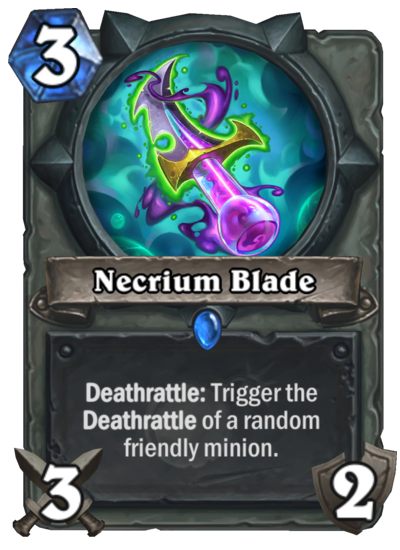 3
Necrium Blade
Deathrattle: Trigger the
Deathrattle of a random
friendly minion.
3
2